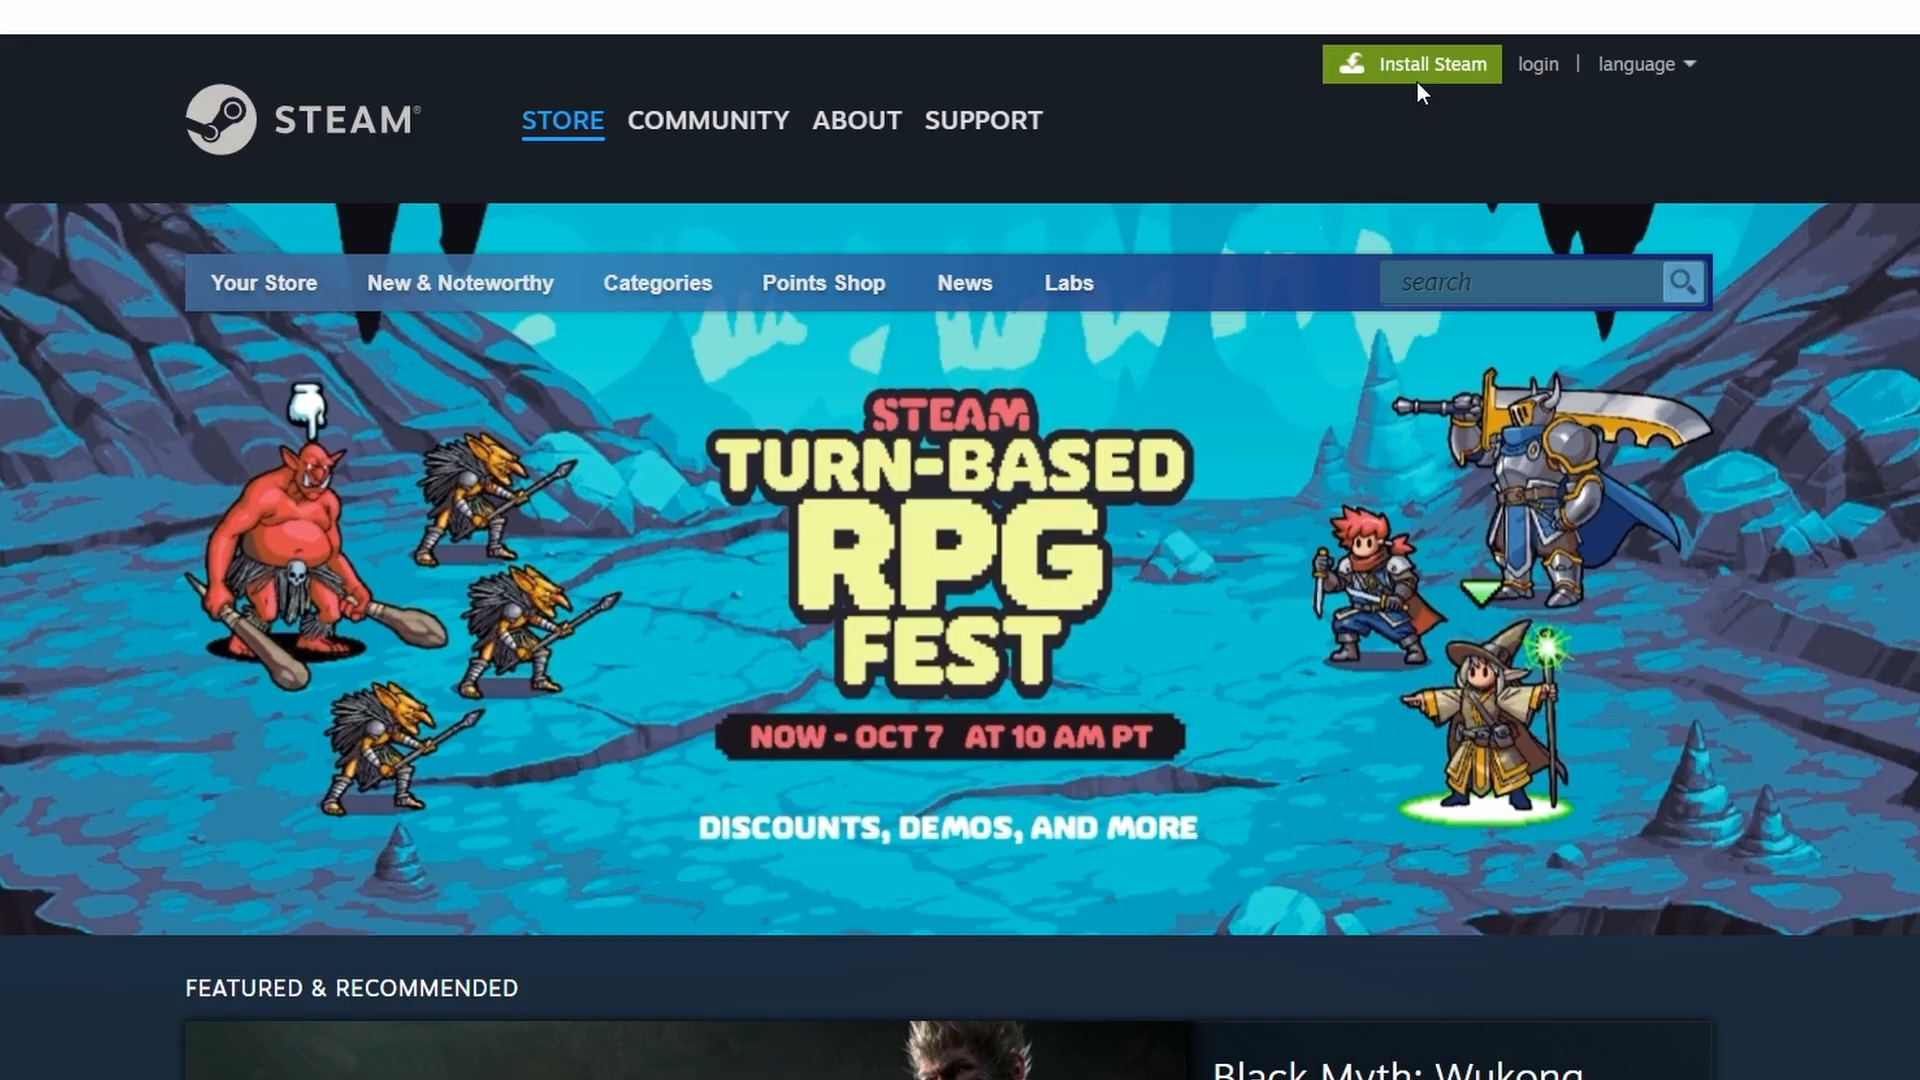 Install Steam login | language
STEAM®
STORE COMMUNITY ABOUT SUPPORT
Your Store New & Noteworthy Categories Points Shop News Labs search
STEAM
TURN-BASED
RPG
FEST
NOW - OCT 7 AT 10 AM PT
DISCOUNTS, DEMOS, AND MORE
FEATURED & RECOMMENDED
Black Myth: Wukong